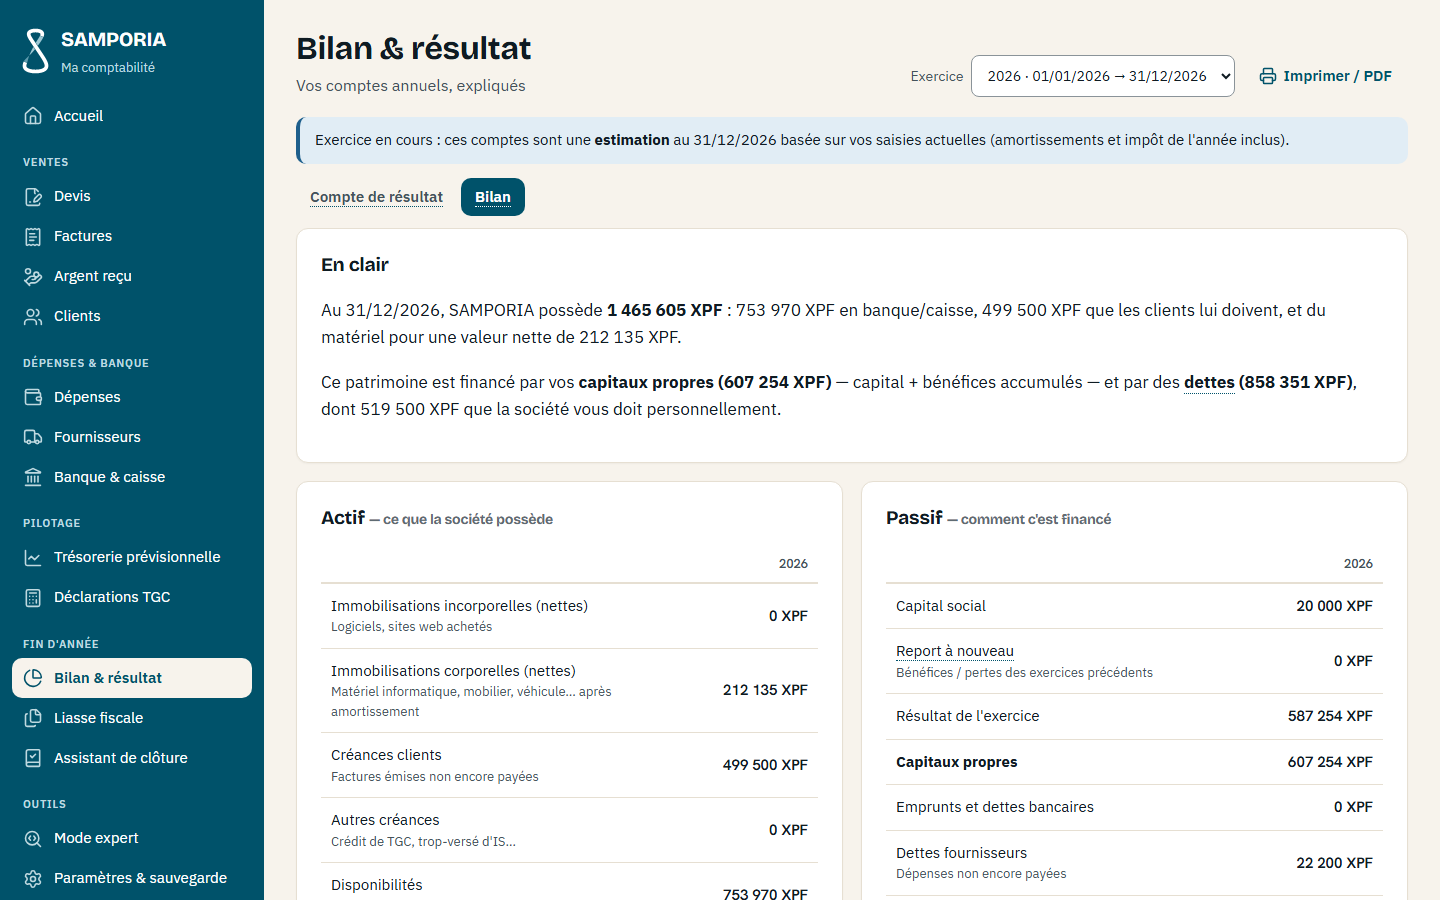 SAMPORIA
Ma comptabilité
Accueil
VENTES
Devis
Factures
Argent reçu
Clients
DÉPENSES & BANQUE
Dépenses
Fournisseurs
Banque & caisse
PILOTAGE
Trésorerie prévisionnelle
Déclarations TGC
FIN D'ANNÉE
Bilan & résultat
Liasse fiscale
Assistant de clôture
OUTILS
Mode expert
Paramètres & sauvegarde
Bilan & résultat
Vos comptes annuels, expliqués
Exercice
2026 · 01/01/2026 → 31/12/2026
Imprimer / PDF
Exercice en cours : ces comptes sont une estimation au 31/12/2026 basée sur vos saisies actuelles (amortissements et impôt de l'année inclus).
Compte de résultat
Bilan
En clair
Au 31/12/2026, SAMPORIA possède 1 465 605 XPF : 753 970 XPF en banque/caisse, 499 500 XPF que les clients lui doivent, et du
matériel pour une valeur nette de 212 135 XPF.
Ce patrimoine est financé par vos capitaux propres (607 254 XPF) — capital + bénéfices accumulés — et par des dettes (858 351 XPF),
dont 519 500 XPF que la société vous doit personnellement.
Actif — ce que la société possède
2026
Immobilisations incorporelles (nettes)
Logiciels, sites web achetés
0 XPF
Immobilisations corporelles (nettes)
Matériel informatique, mobilier, véhicule… après
amortissement
212 135 XPF
Créances clients
Factures émises non encore payées
499 500 XPF
Autres créances
Crédit de TGC, trop-versé d'IS…
0 XPF
Disponibilités
753 970 XPF
Passif — comment c'est financé
2026
Capital social
20 000 XPF
Report à nouveau
Bénéfices / pertes des exercices précédents
0 XPF
Résultat de l'exercice
587 254 XPF
Capitaux propres
607 254 XPF
Emprunts et dettes bancaires
0 XPF
Dettes fournisseurs
Dépenses non encore payées
22 200 XPF